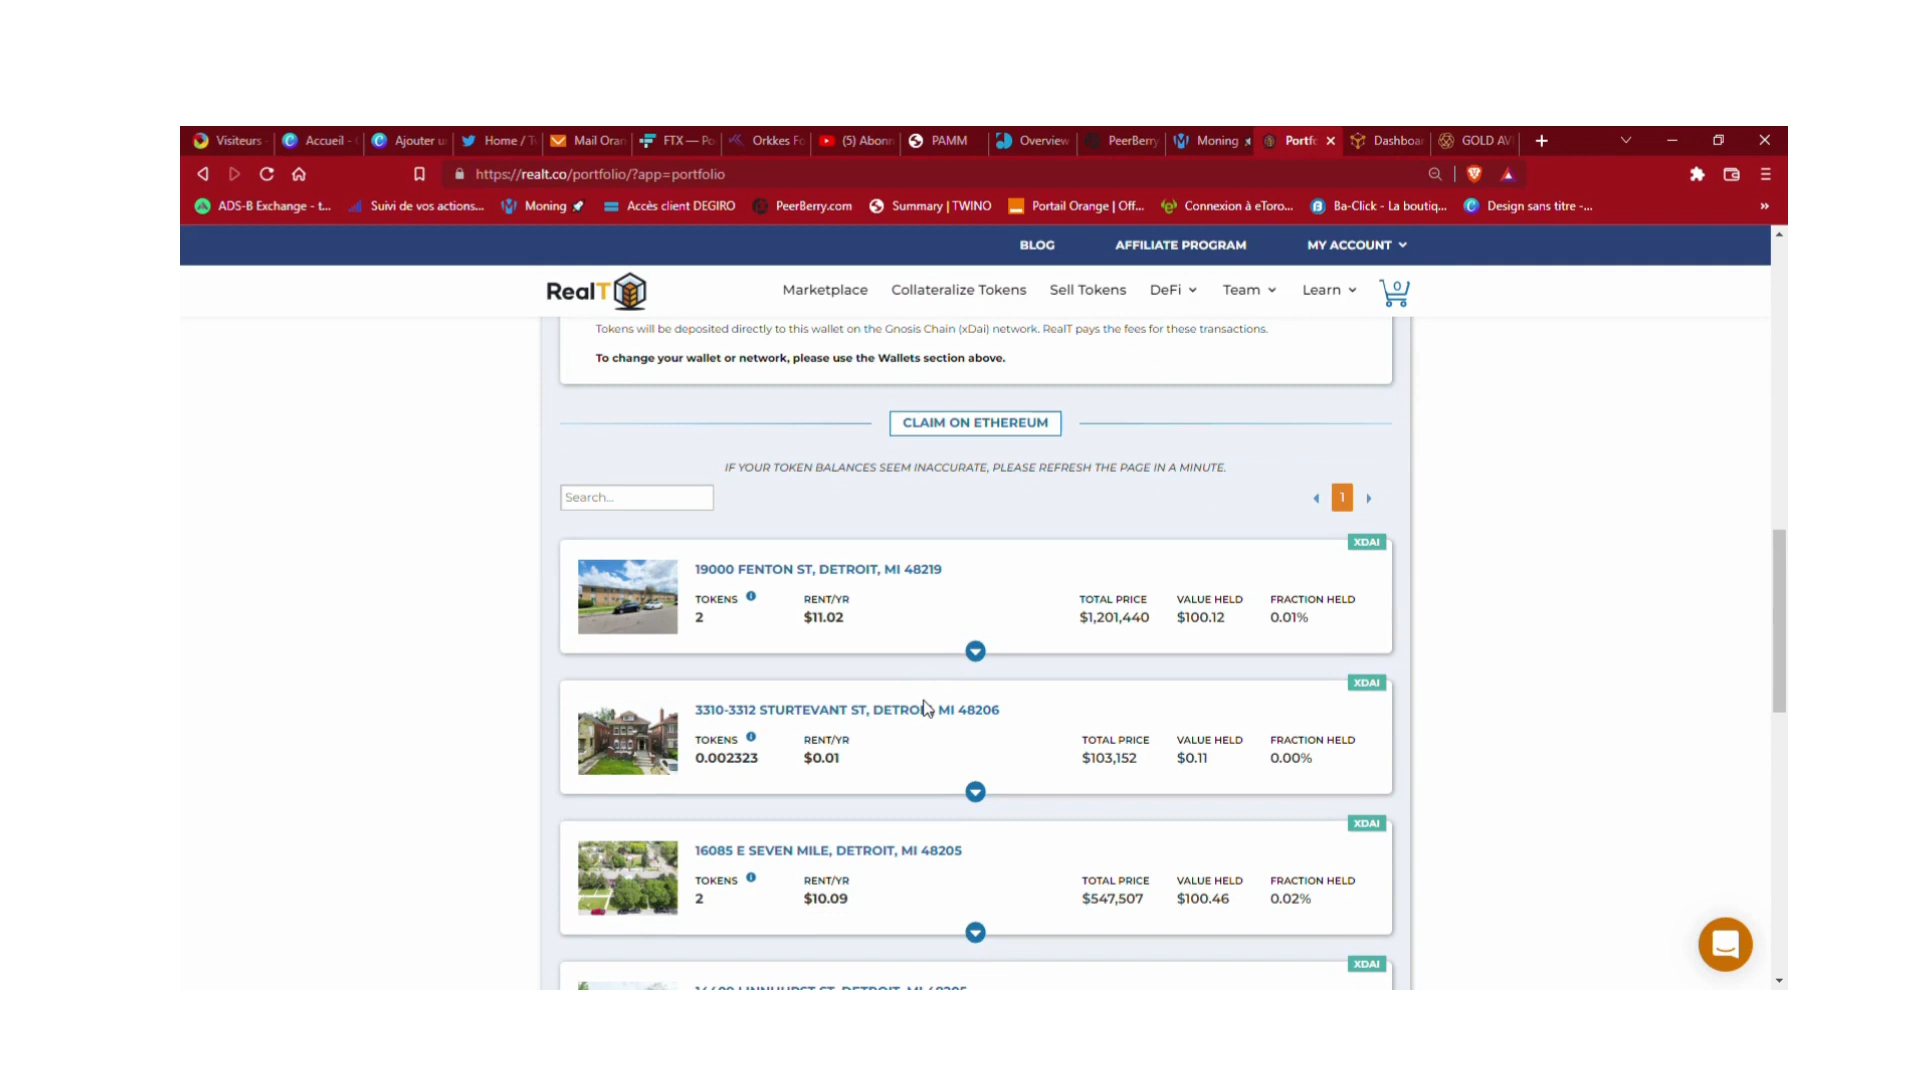 Visiteurs Accueil - Ajouter Home / Mail Oran FTX — Po Orkkes Fo (5) Abonn PAMM Overview PeerBerry Moning Portfo Dashboa GOLD AV
https://realt.co/portfolio/?app=portfolio
ADS-B Exchange - t... Suivi de vos actions... Moning Accès client DEGIRO PeerBerry.com Summary | TWINO Portail Orange | Off... Connexion à eToro... Ba-Click - La boutiq... Design sans titre -... »
BLOG AFFILIATE PROGRAM MY ACCOUNT
RealT Marketplace Collateralize Tokens Sell Tokens DeFi Team Learn 0
Tokens will be deposited directly to this wallet on the Gnosis Chain (xDai) network. RealT pays the fees for these transactions.
To change your wallet or network, please use the Wallets section above.
CLAIM ON ETHEREUM
IF YOUR TOKEN BALANCES SEEM INACCURATE, PLEASE REFRESH THE PAGE IN A MINUTE.
Search... 1
XDAI
19000 FENTON ST, DETROIT, MI 48219
TOKENS RENT/YR TOTAL PRICE VALUE HELD FRACTION HELD
2 $11.02 $1,201,440 $100.12 0.01%
XDAI
3310-3312 STURTEVANT ST, DETROIT, MI 48206
TOKENS RENT/YR TOTAL PRICE VALUE HELD FRACTION HELD
0.002323 $0.01 $103,152 $0.11 0.00%
XDAI
16085 E SEVEN MILE, DETROIT, MI 48205
TOKENS RENT/YR TOTAL PRICE VALUE HELD FRACTION HELD
2 $10.09 $547,507 $100.46 0.02%
XDAI